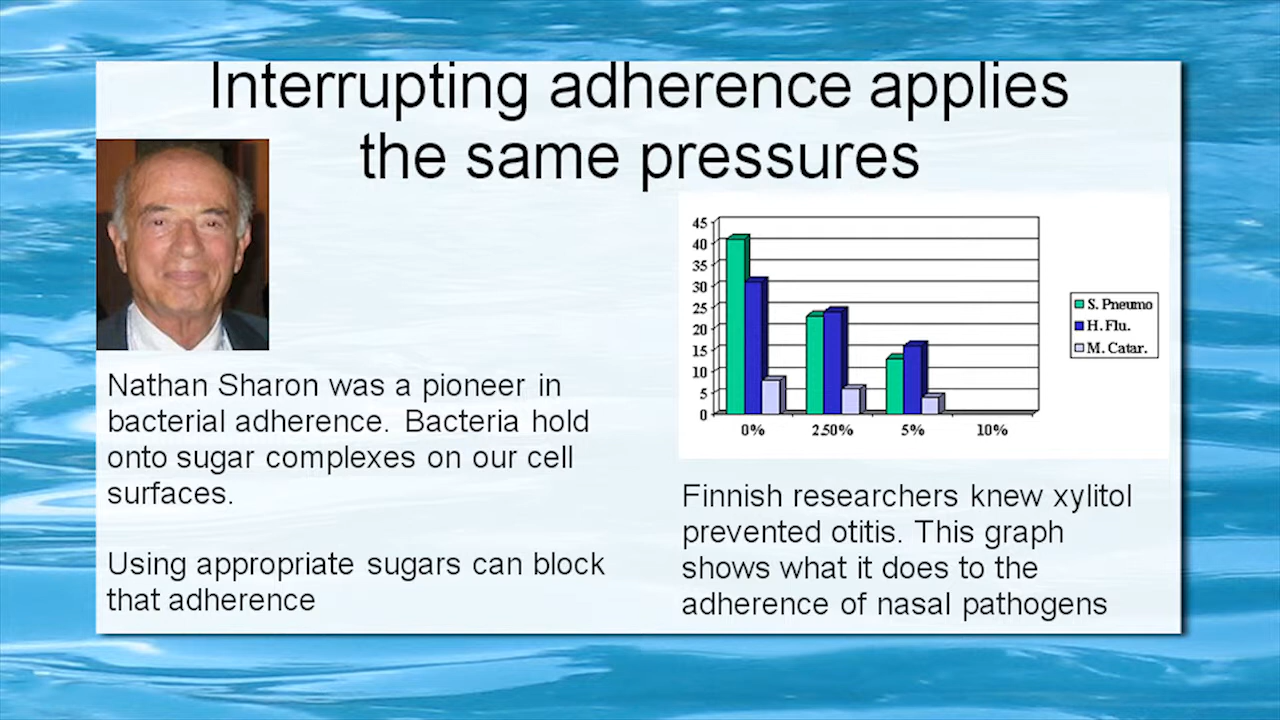 Interrupting adherence applies
the same pressures
Nathan Sharon was a pioneer in
bacterial adherence. Bacteria hold
onto sugar complexes on our cell
surfaces.
Using appropriate sugars can block
that adherence
45
40
35
30
25
20
15
10
5
0
0% 2.50% 5% 10%
S. Pneumo
H. Flu.
M. Catar.
Finnish researchers knew xylitol
prevented otitis. This graph
shows what it does to the
adherence of nasal pathogens